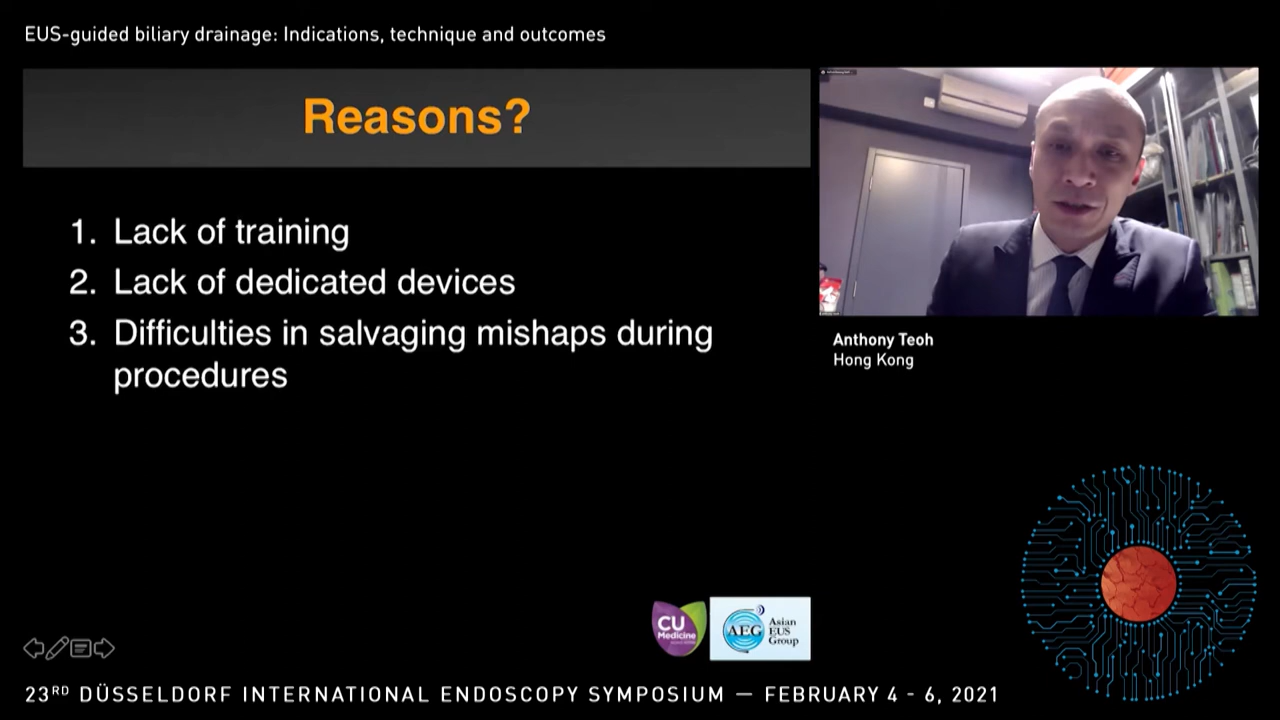 EUS-guided biliary drainage: Indications, technique and outcomes
Reasons?
1. Lack of training
2. Lack of dedicated devices
3. Difficulties in salvaging mishaps during
procedures
Anthony Teoh
Hong Kong
CU
Medicine
AEG
Asian
EUS
Group
23RD DÜSSELDORF INTERNATIONAL ENDOSCOPY SYMPOSIUM — FEBRUARY 4 - 6, 2021